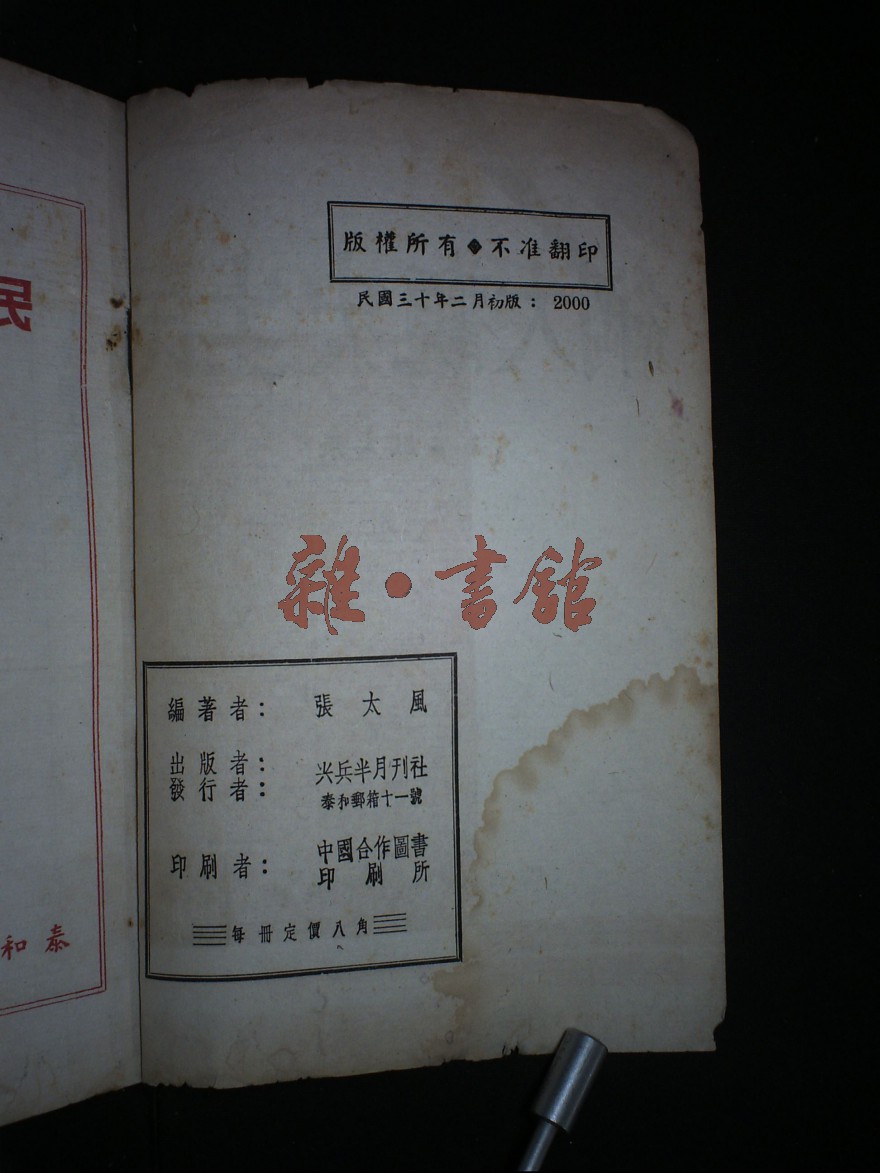 版權所有 不准翻印
民國三十年二月初版：2000
雜•書館
編著者： 張太風
出版者：
發行者：
兴兵半月刊社
泰和郵箱十一號
印刷者：
中國合作圖書
印刷所
每冊定價八角
民
泰和